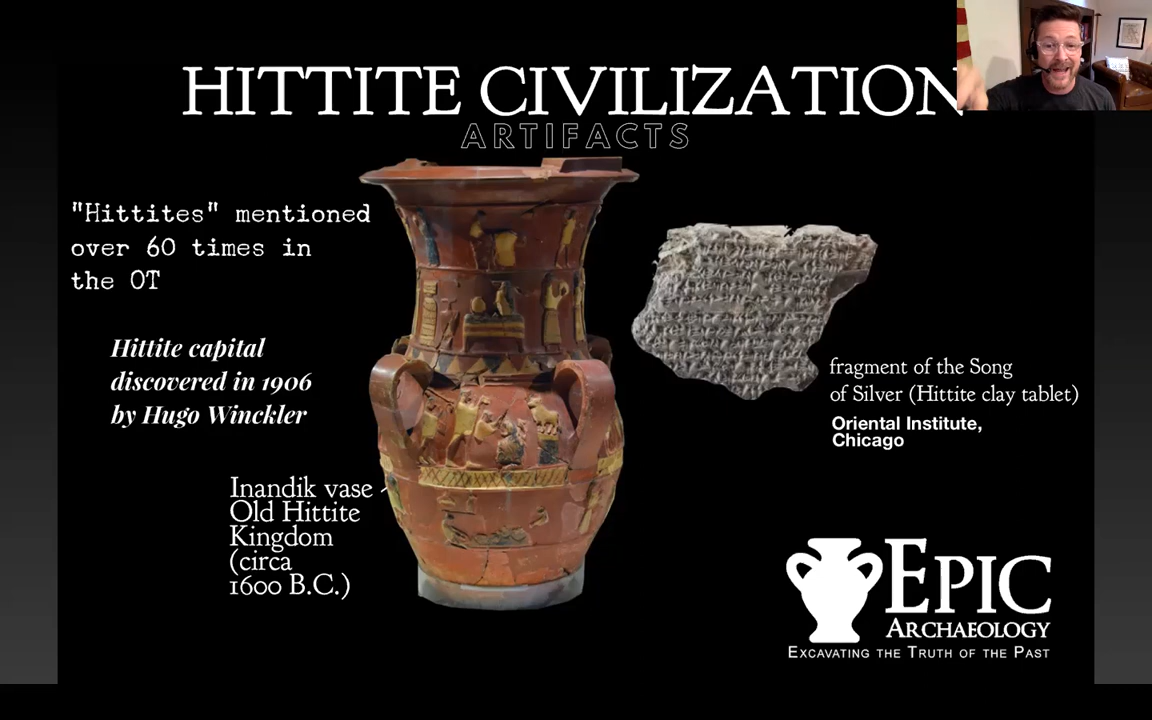 HITTITE CIVILIZATION
ARTIFACTS
"Hittites" mentioned
over 60 times in
the OT
Hittite capital
discovered in 1906
by Hugo Winckler
fragment of the Song
of Silver (Hittite clay tablet)
Oriental Institute,
Chicago
Inandik vase
Old Hittite
Kingdom
(circa
1600 B.C.)
EPIC
ARCHAEOLOGY
EXCAVATING THE TRUTH OF THE PAST